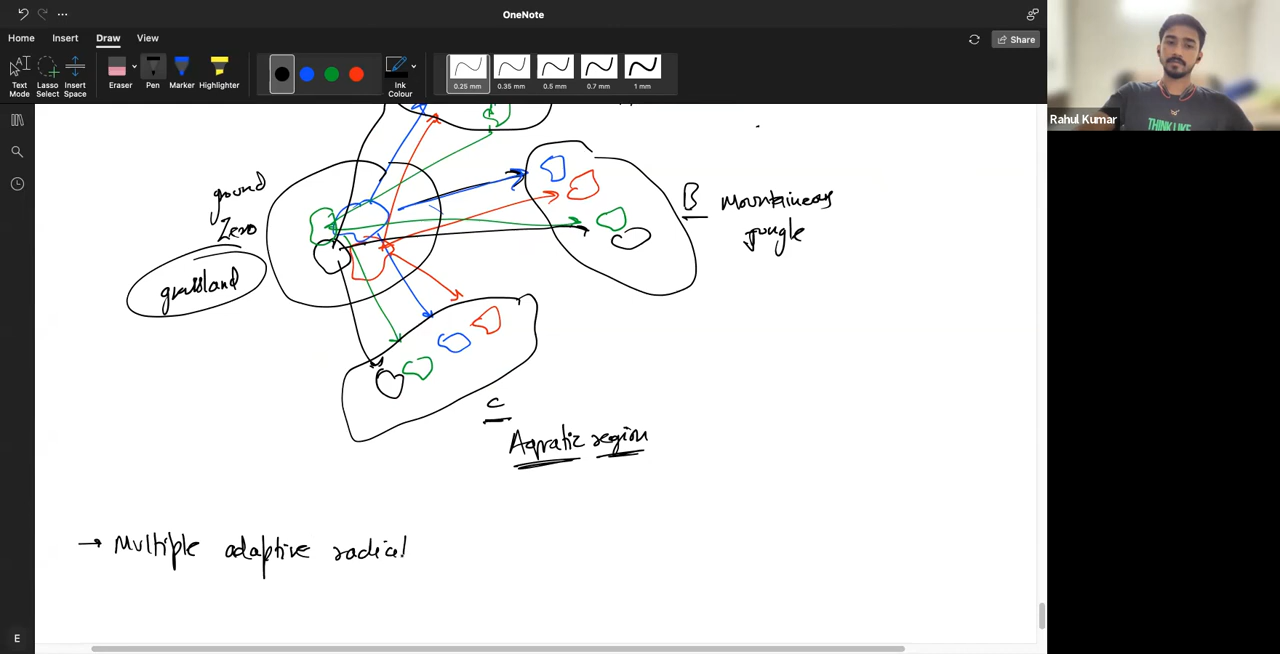 OneNote
Home Insert Draw View
Share
Text Mode
Lasso Select
Insert Space
Eraser
Pen
Marker
Highlighter
Ink Colour
0.25 mm
0.35 mm
0.5 mm
0.7 mm
1 mm
Rahul Kumar
THINK LIKE
ground
Zero
grassland
B
Mountaineous
jungle
C
Aquatic region
→ Multiple adaptive radical
E